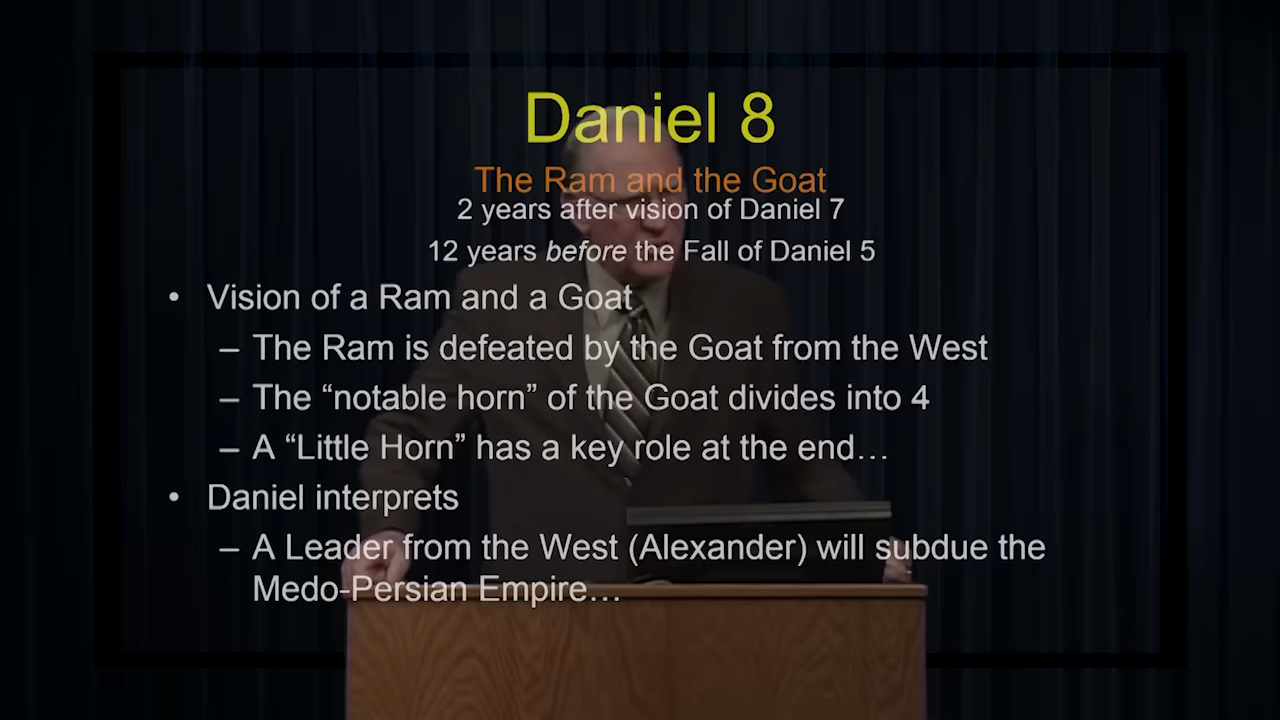 Daniel 8
The Ram and the Goat
2 years after vision of Daniel 7
12 years before the Fall of Daniel 5
• Vision of a Ram and a Goat
– The Ram is defeated by the Goat from the West
– The “notable horn” of the Goat divides into 4
– A “Little Horn” has a key role at the end…
• Daniel interprets
– A Leader from the West (Alexander) will subdue the
Medo-Persian Empire…